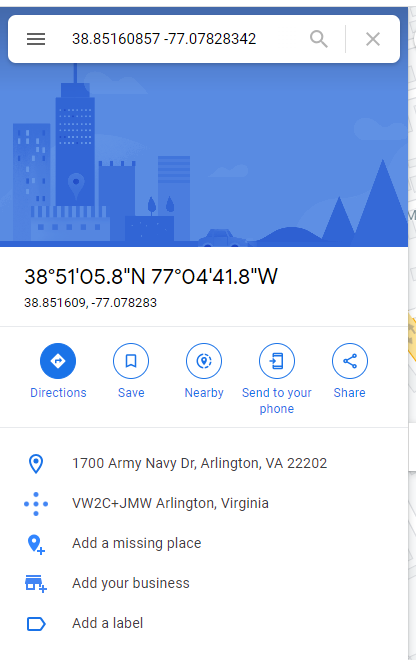 38.85160857 -77.07828342
38°51'05.8"N 77°04'41.8"W
38.851609, -77.078283
Directions
Save
Nearby
Send to your
phone
Share
1700 Army Navy Dr, Arlington, VA 22202
VW2C+JMW Arlington, Virginia
Add a missing place
Add your business
Add a label